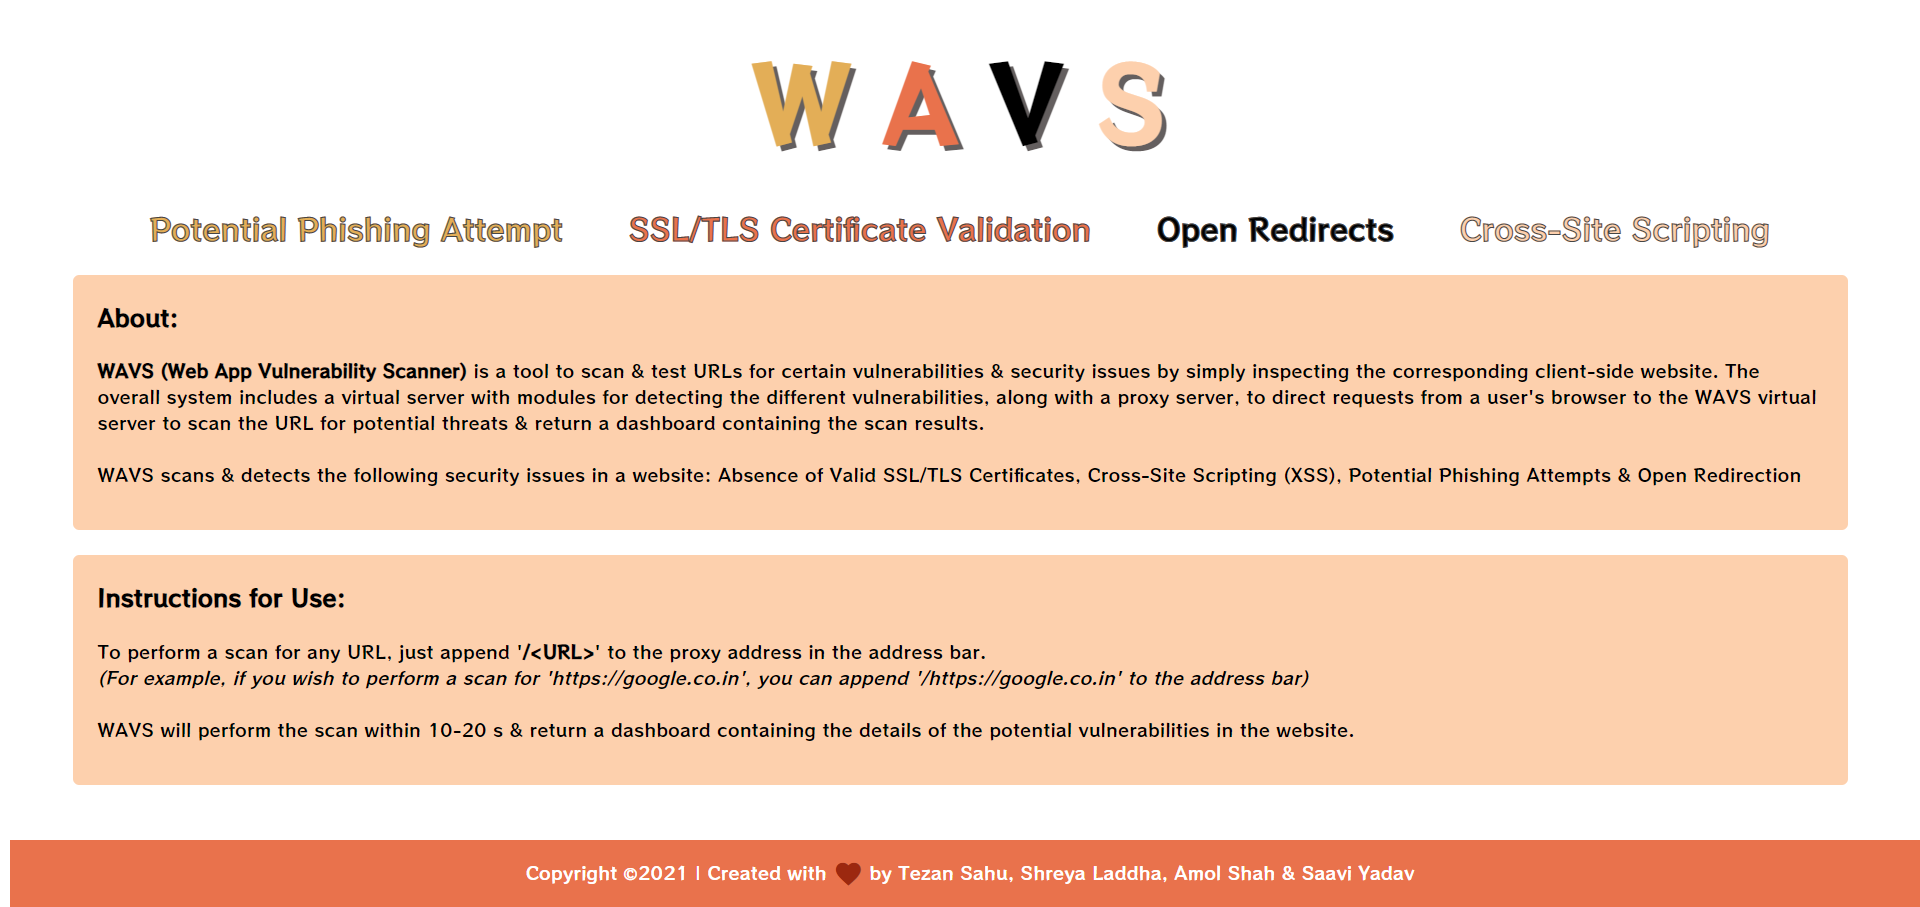 W A V S
Potential Phishing Attempt SSL/TLS Certificate Validation Open Redirects Cross-Site Scripting
About:
WAVS (Web App Vulnerability Scanner) is a tool to scan & test URLs for certain vulnerabilities & security issues by simply inspecting the corresponding client-side website. The
overall system includes a virtual server with modules for detecting the different vulnerabilities, along with a proxy server, to direct requests from a user's browser to the WAVS virtual
server to scan the URL for potential threats & return a dashboard containing the scan results.
WAVS scans & detects the following security issues in a website: Absence of Valid SSL/TLS Certificates, Cross-Site Scripting (XSS), Potential Phishing Attempts & Open Redirection
Instructions for Use:
To perform a scan for any URL, just append '/<URL>' to the proxy address in the address bar.
(For example, if you wish to perform a scan for 'https://google.co.in', you can append '/https://google.co.in' to the address bar)
WAVS will perform the scan within 10-20 s & return a dashboard containing the details of the potential vulnerabilities in the website.
Copyright ©2021 | Created with ❤ by Tezan Sahu, Shreya Laddha, Amol Shah & Saavi Yadav